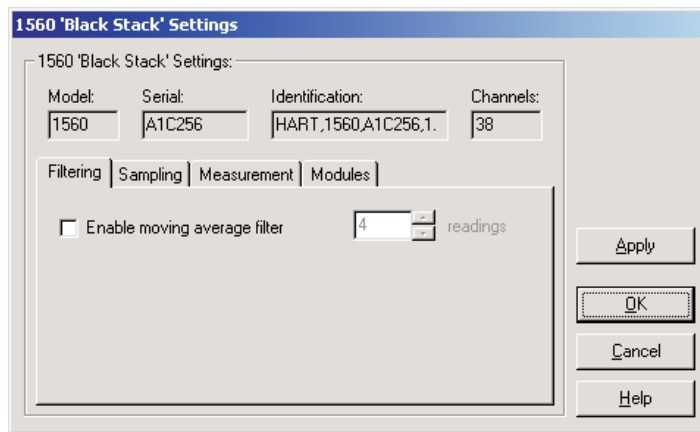 1560 'Black Stack' Settings
1560 'Black Stack' Settings:
Model: Serial: Identification: Channels:
1560 A1C256 HART,1560,A1C256,1. 38
Filtering Sampling Measurement Modules
Enable moving average filter 4 readings
Apply
OK
Cancel
Help